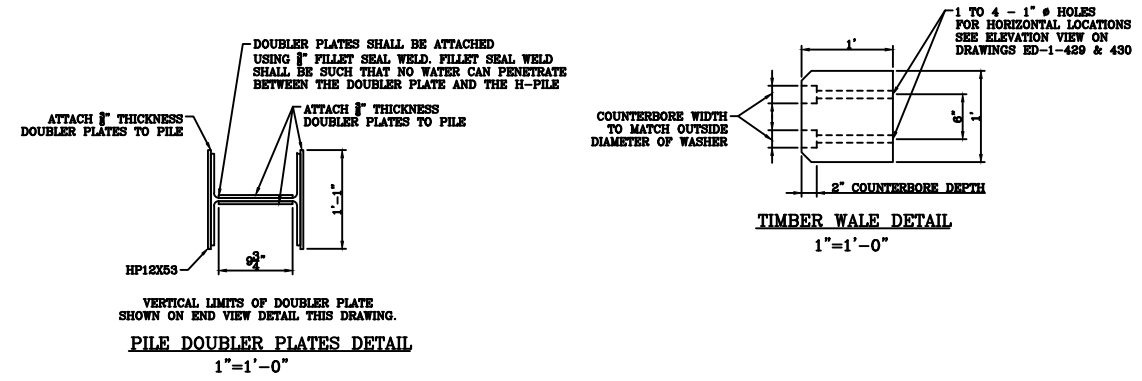 DOUBLER PLATES SHALL BE ATTACHED
USING FILLET SEAL WELD. FILLET SEAL WELD
SHALL BE SUCH THAT NO WATER CAN PENETRATE
BETWEEN THE DOUBLER PLATE AND THE H-PILE
ATTACH THICKNESS
DOUBLER PLATES TO PILE
ATTACH THICKNESS
DOUBLER PLATES TO PILE
1'-1"
9 3/4"
HP12X53
VERTICAL LIMITS OF DOUBLER PLATE
SHOWN ON END VIEW DETAIL THIS DRAWING.
PILE DOUBLER PLATES DETAIL
1"=1'-0"
1 TO 4 - 1" ø HOLES
FOR HORIZONTAL LOCATIONS
SEE ELEVATION VIEW ON
DRAWINGS ED-1-429 & 430
1'
COUNTERBORE WIDTH
TO MATCH OUTSIDE
DIAMETER OF WASHER
6"
1'
2" COUNTERBORE DEPTH
TIMBER WALE DETAIL
1"=1'-0"